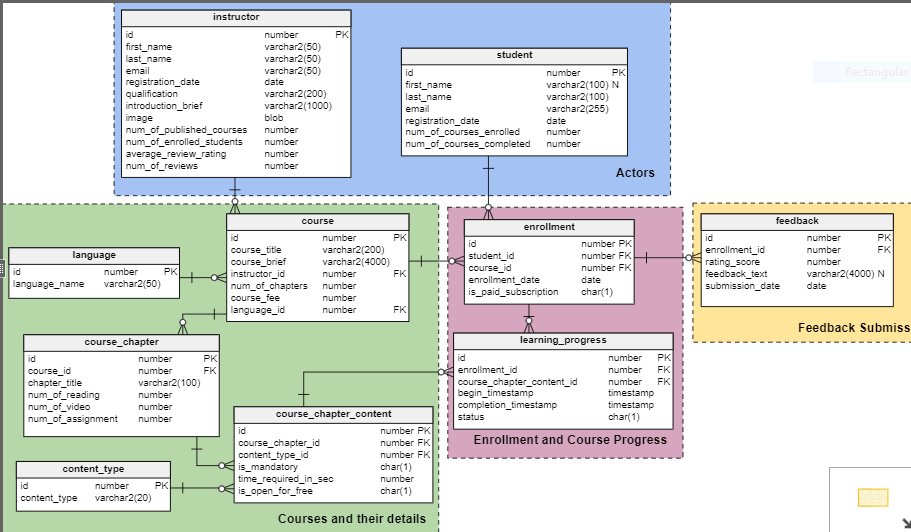 instructor
id number PK
first_name varchar2(50)
last_name varchar2(50)
email varchar2(50)
registration_date date
qualification varchar2(200)
introduction_brief varchar2(1000)
image blob
num_of_published_courses number
num_of_enrolled_students number
average_review_rating number
num_of_reviews number
student
id number PK
first_name varchar2(100) N
last_name varchar2(100)
email varchar2(255)
registration_date date
num_of_courses_enrolled number
num_of_courses_completed number
Actors
Rectangular
course
id number PK
course_title varchar2(200)
course_brief varchar2(4000)
instructor_id number FK
num_of_chapters number
course_fee number
language_id number FK
language
id number PK
language_name varchar2(50)
course_chapter
id number PK
course_id number FK
chapter_title varchar2(100)
num_of_reading number
num_of_video number
num_of_assignment number
course_chapter_content
id number PK
course_chapter_id number FK
content_type_id number FK
is_mandatory char(1)
time_required_in_sec number
is_open_for_free char(1)
content_type
id number PK
content_type varchar2(20)
Courses and their details
enrollment
id number PK
student_id number FK
course_id number FK
enrollment_date date
is_paid_subscription char(1)
learning_progress
id number PK
enrollment_id number FK
course_chapter_content_id number FK
begin_timestamp timestamp
completion_timestamp timestamp
status char(1)
Enrollment and Course Progress
feedback
id number PK
enrollment_id number FK
rating_score number
feedback_text varchar2(4000) N
submission_date date
Feedback Submiss